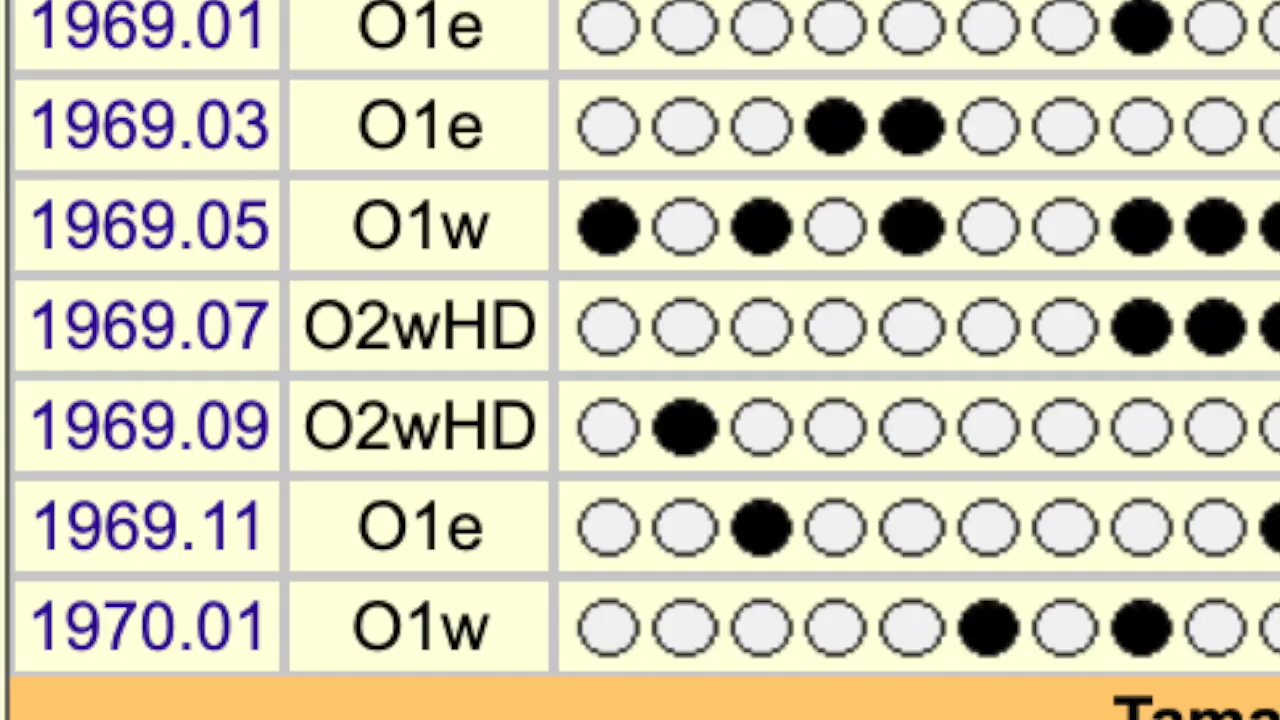 1969.01 O1e
1969.03 O1e
1969.05 O1w
1969.07 O2wHD
1969.09 O2wHD
1969.11 O1e
1970.01 O1w